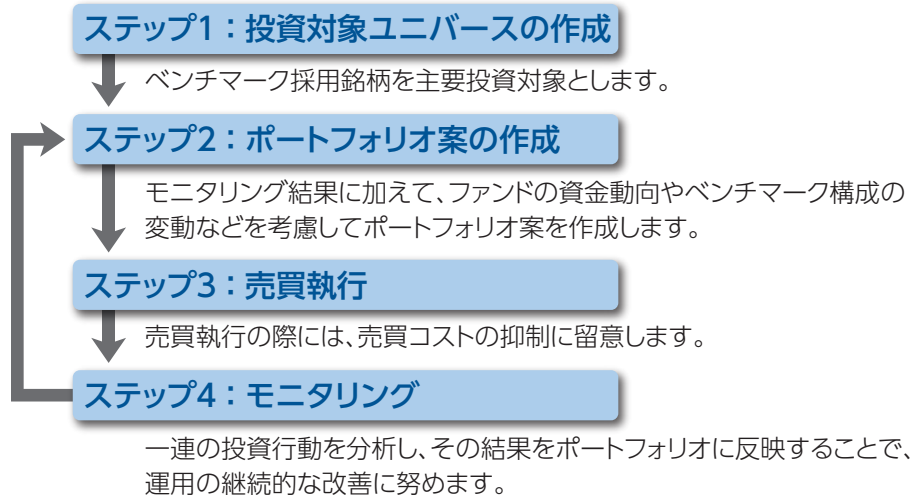 ステップ1：投資対象ユニバースの作成
ベンチマーク採用銘柄を主要投資対象とします。
ステップ2：ポートフォリオ案の作成
モニタリング結果に加えて、ファンドの資金動向やベンチマーク構成の
変動などを考慮してポートフォリオ案を作成します。
ステップ3：売買執行
売買執行の際には、売買コストの抑制に留意します。
ステップ4：モニタリング
一連の投資行動を分析し、その結果をポートフォリオに反映することで、
運用の継続的な改善に努めます。